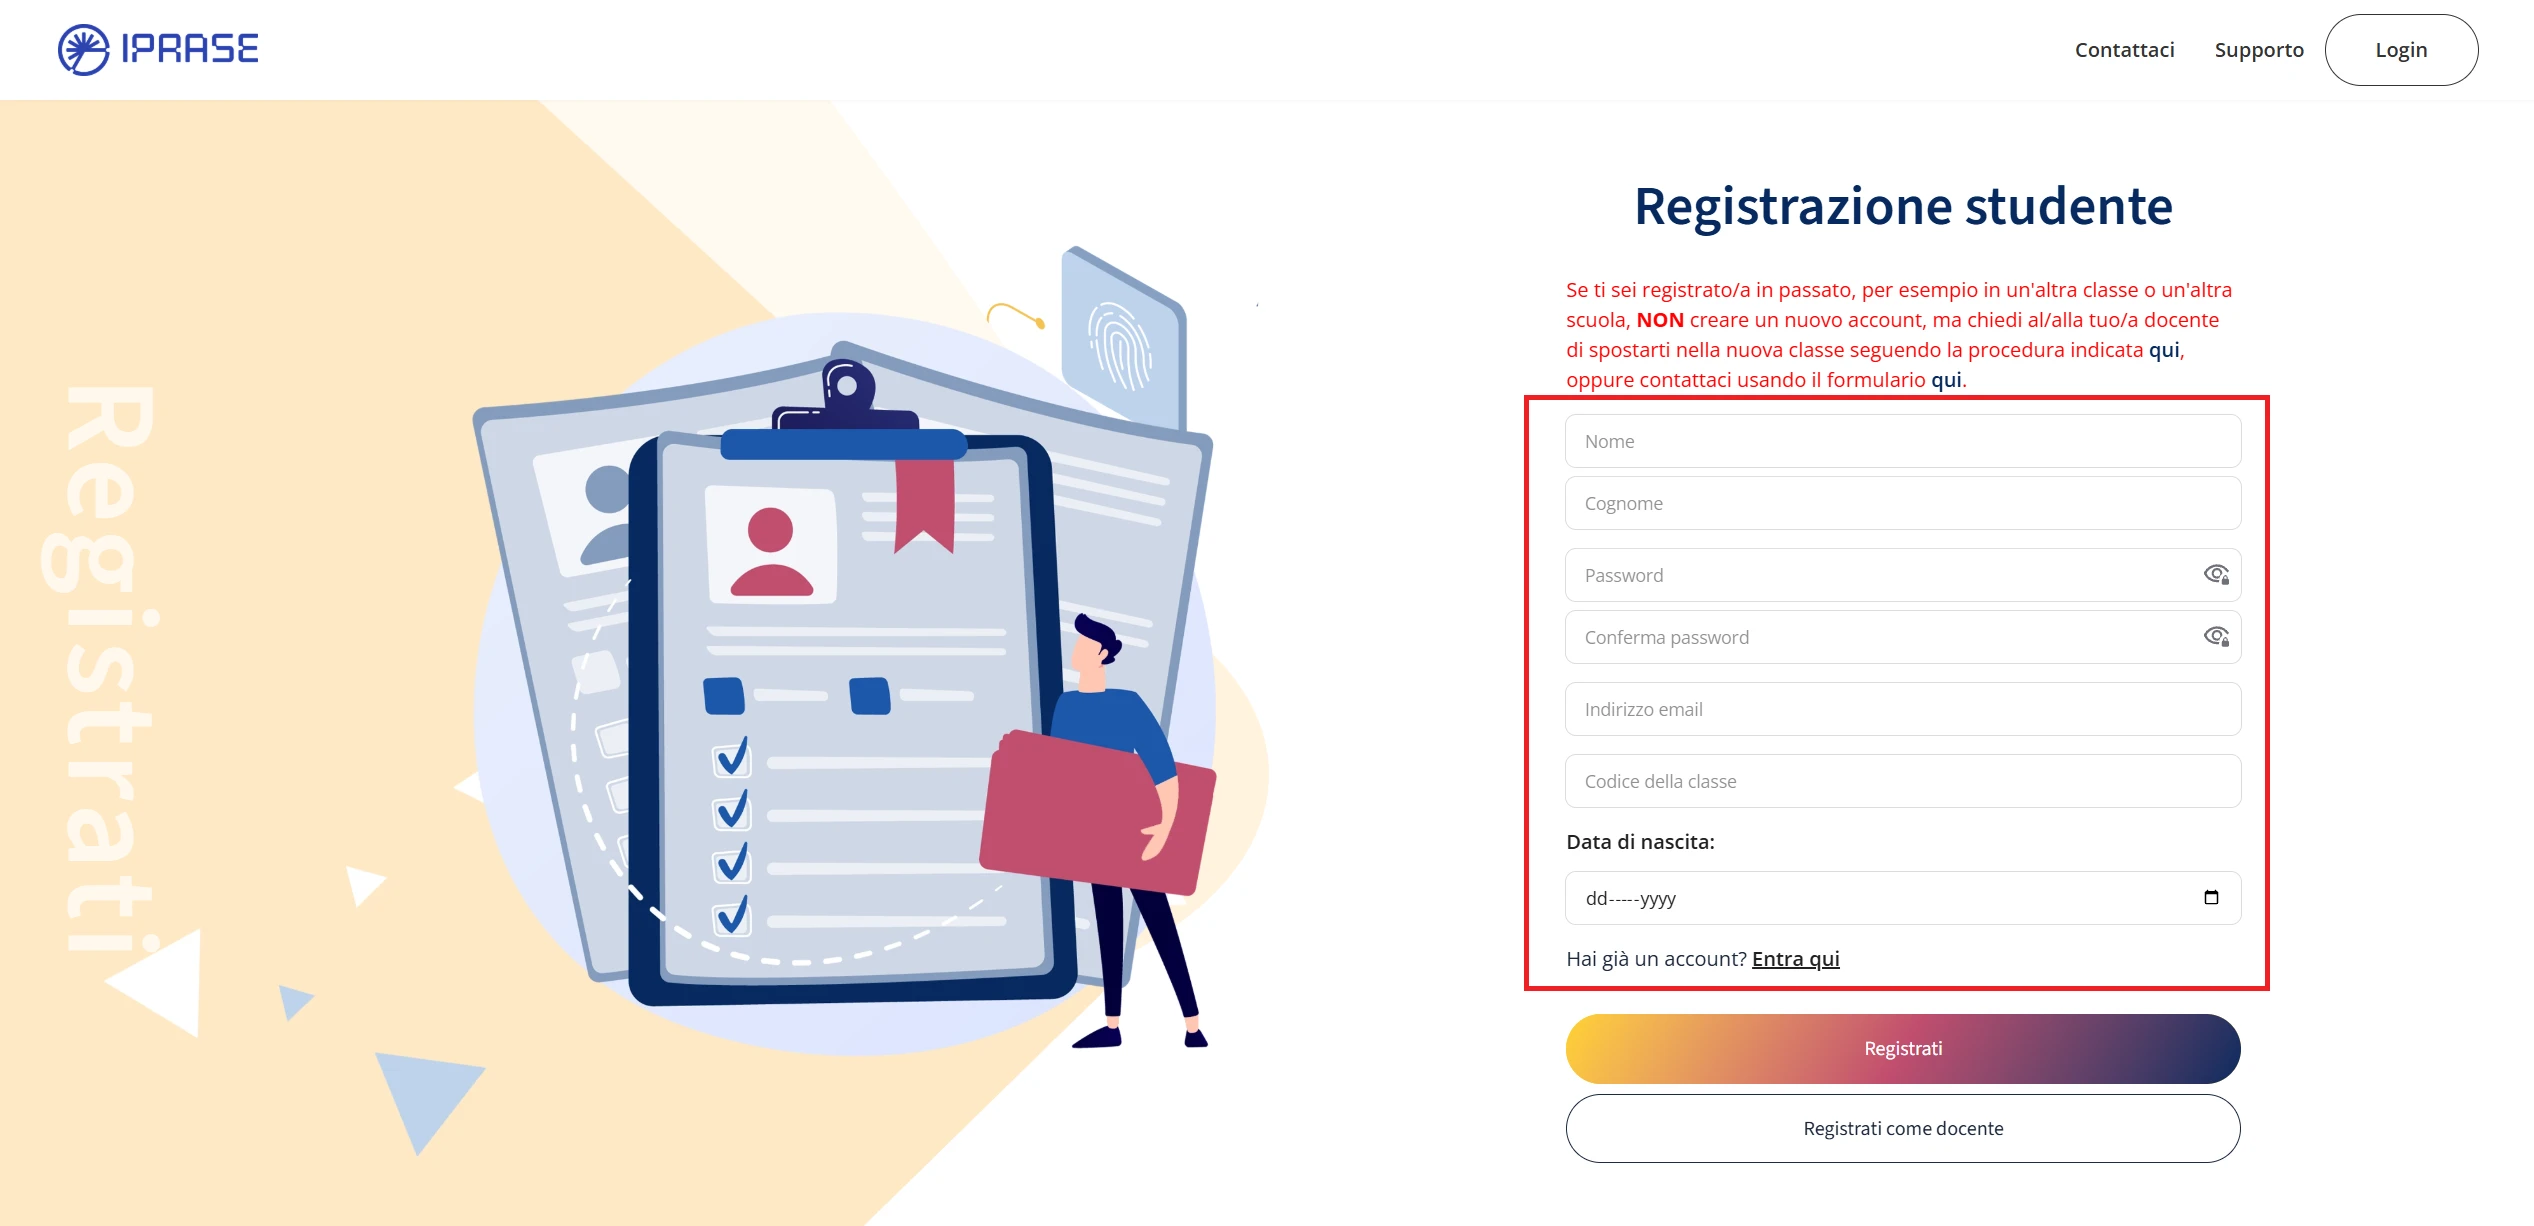 IPRASE
Contattaci
Supporto
Login
Registrati
Registrazione studente
Se ti sei registrato/a in passato, per esempio in un'altra classe o un'altra
scuola, NON creare un nuovo account, ma chiedi al/alla tuo/a docente
di spostarti nella nuova classe seguendo la procedura indicata qui,
oppure contattaci usando il formulario qui.
Nome
Cognome
Password
Conferma password
Indirizzo email
Codice della classe
Data di nascita:
dd-----yyyy
Hai già un account? Entra qui
Registrati
Registrati come docente